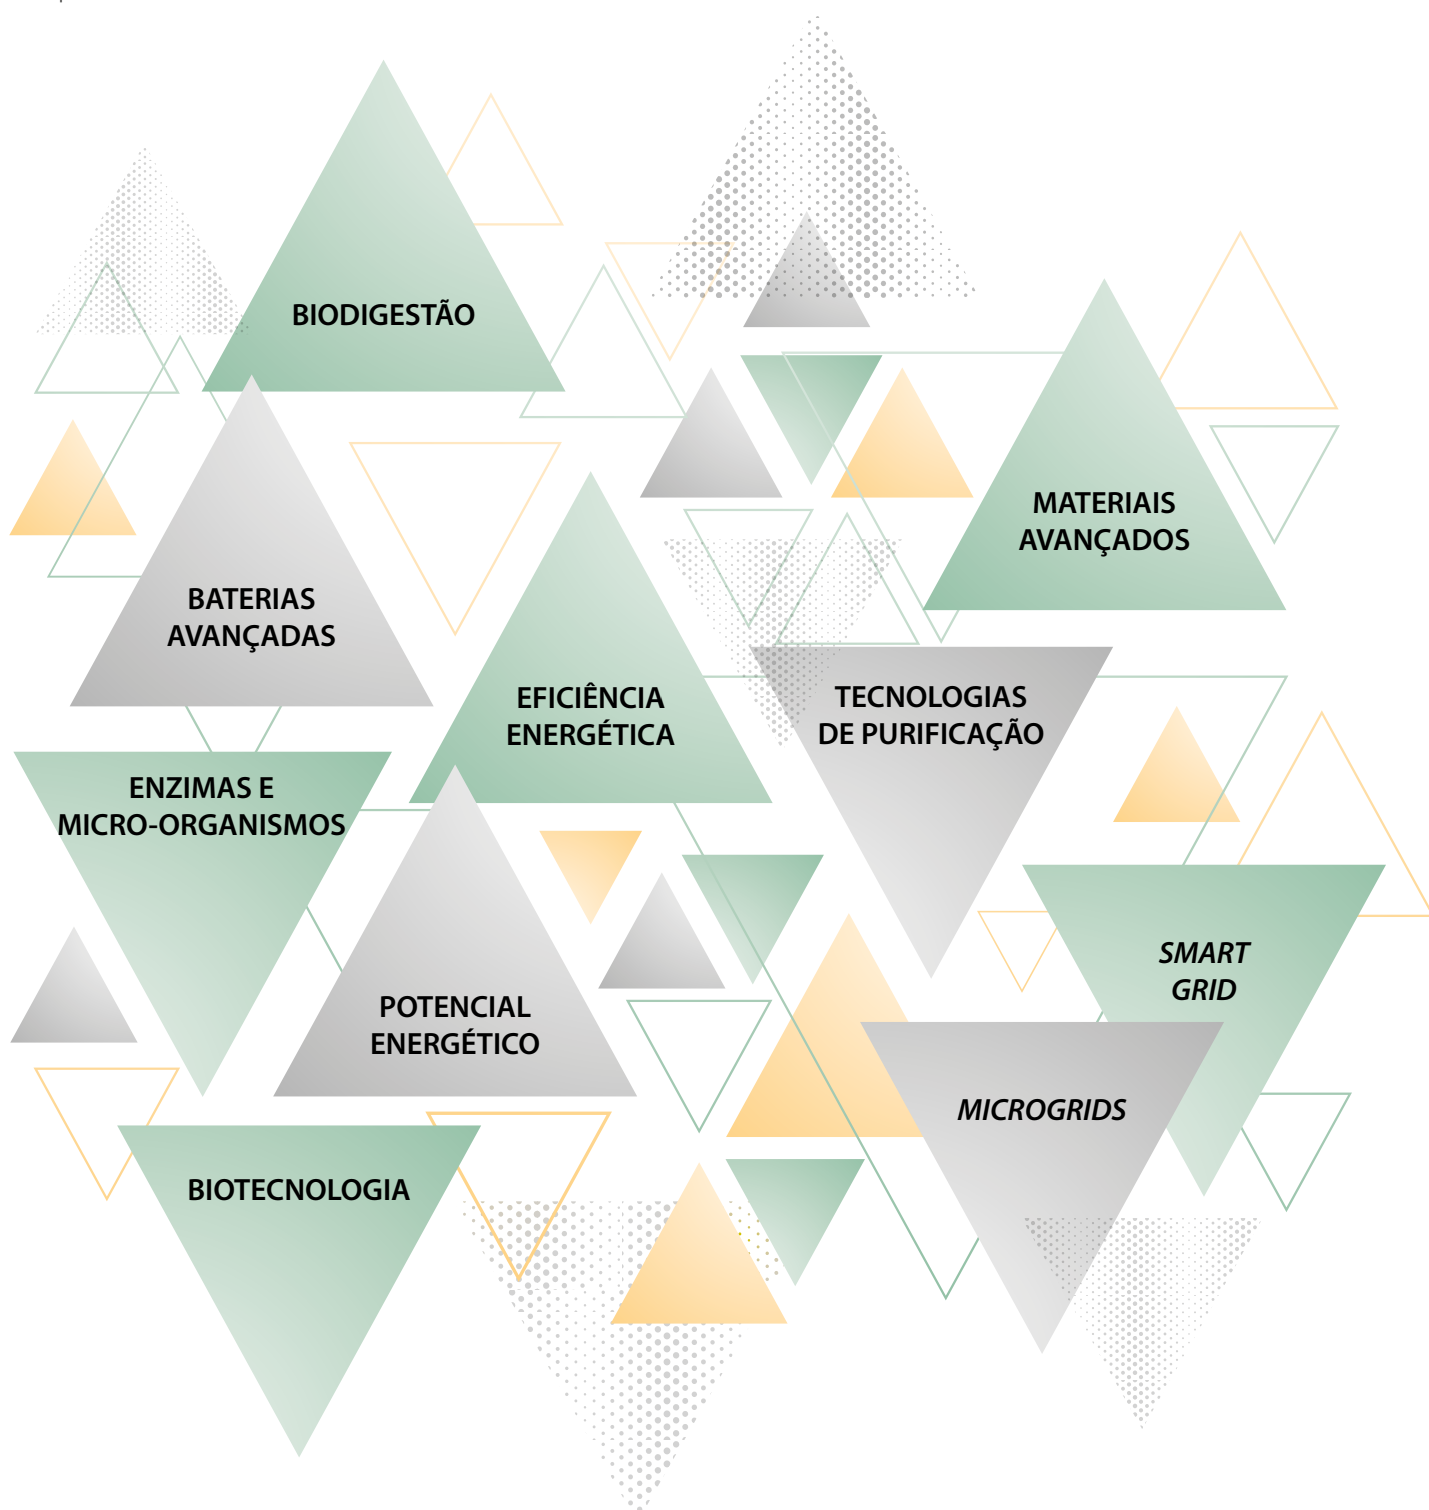 BIODIGESTÃO
MATERIAIS
AVANÇADOS
BATERIAS
AVANÇADAS
EFICIÊNCIA
ENERGÉTICA
TECNOLOGIAS
DE PURIFICAÇÃO
ENZIMAS E
MICRO-ORGANISMOS
SMART
GRID
POTENCIAL
ENERGÉTICO
MICROGRIDS
BIOTECNOLOGIA